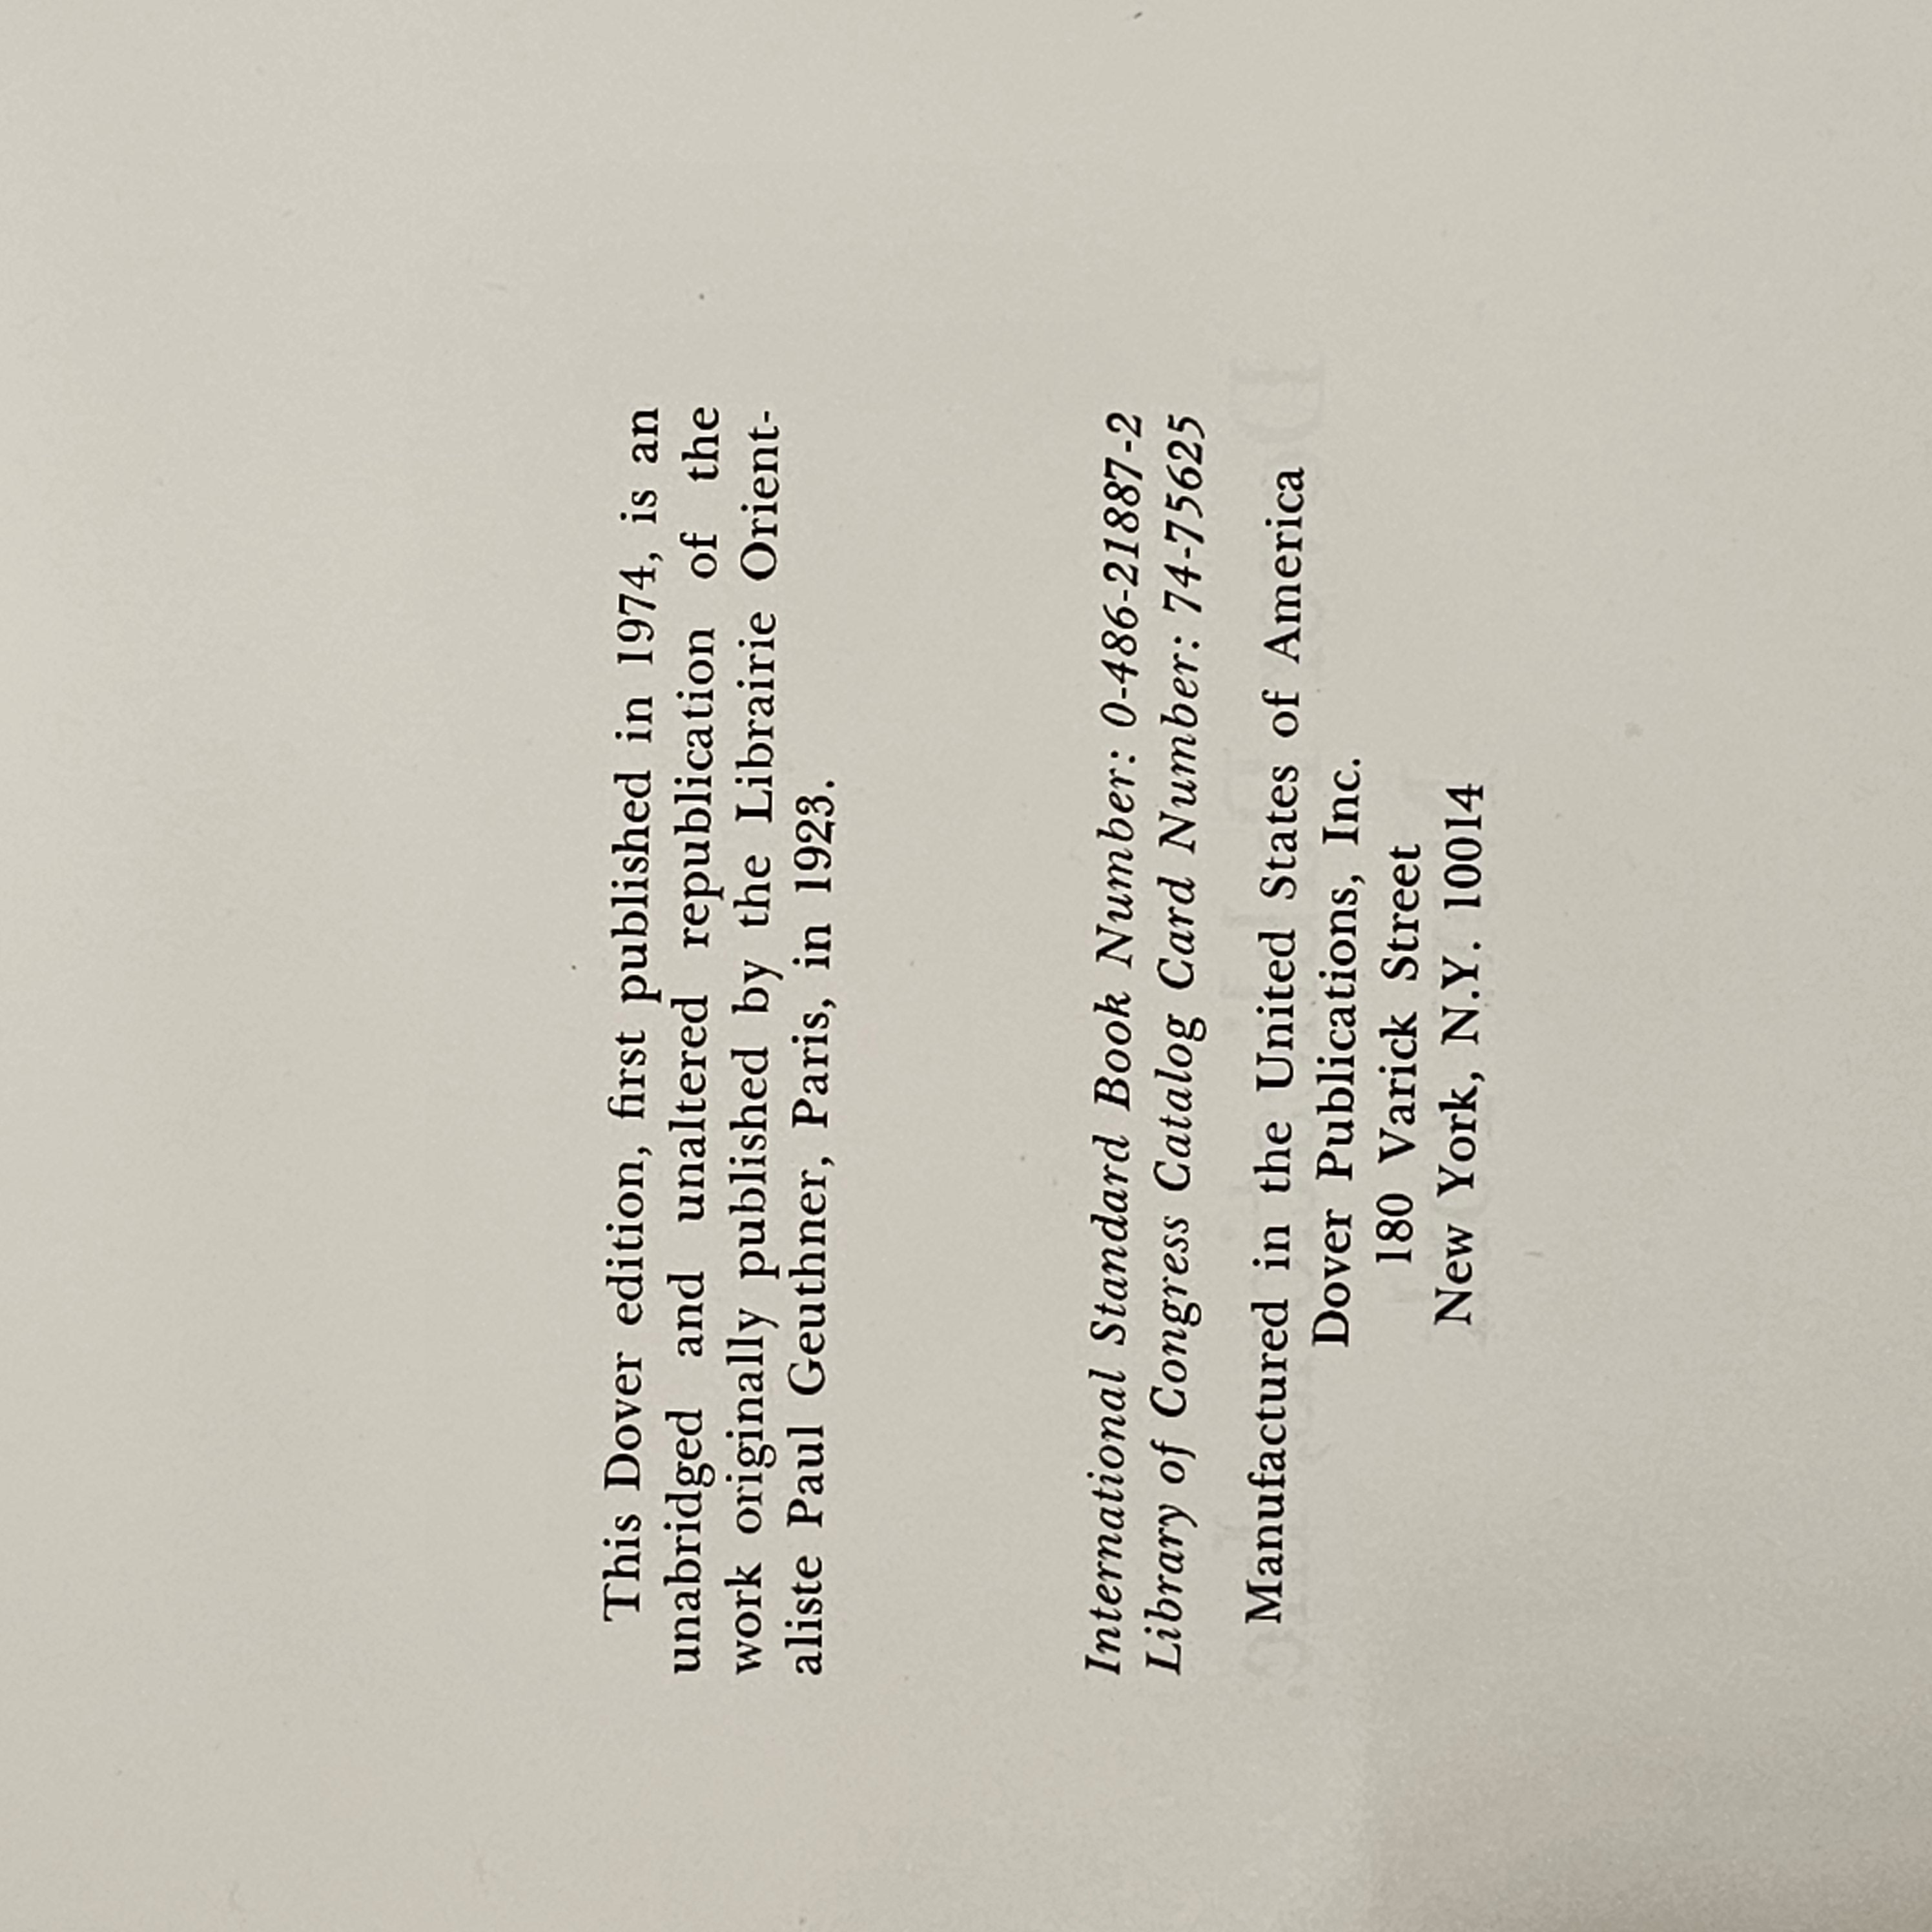 This Dover edition, first published in 1974, is an
unabridged and unaltered republication of the
work originally published by the Librairie Orient-
aliste Paul Geuthner, Paris, in 1923.
International Standard Book Number: 0-486-21887-2
Library of Congress Catalog Card Number: 74-75625
Manufactured in the United States of America
Dover Publications, Inc.
180 Varick Street
New York, N.Y. 10014